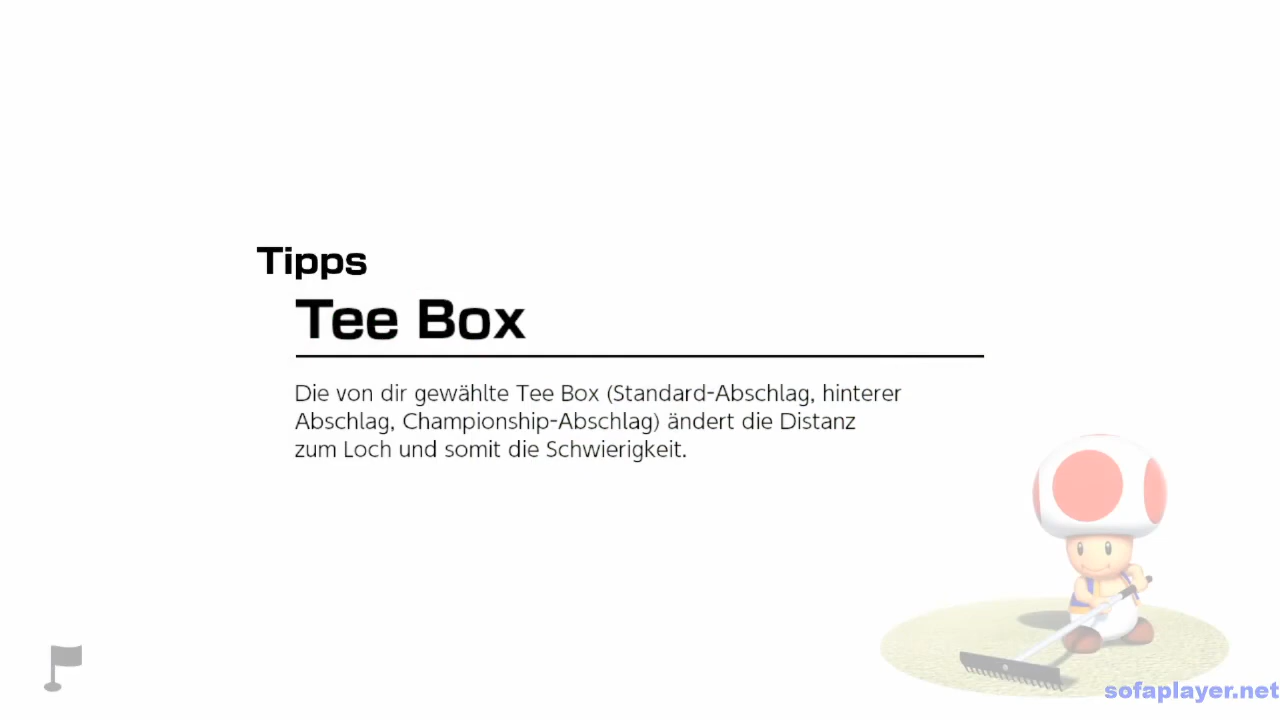 Tipps
Tee Box
Die von dir gewählte Tee Box (Standard-Abschlag, hinterer
Abschlag, Championship-Abschlag) ändert die Distanz
zum Loch und somit die Schwierigkeit.
sofaplayer.net